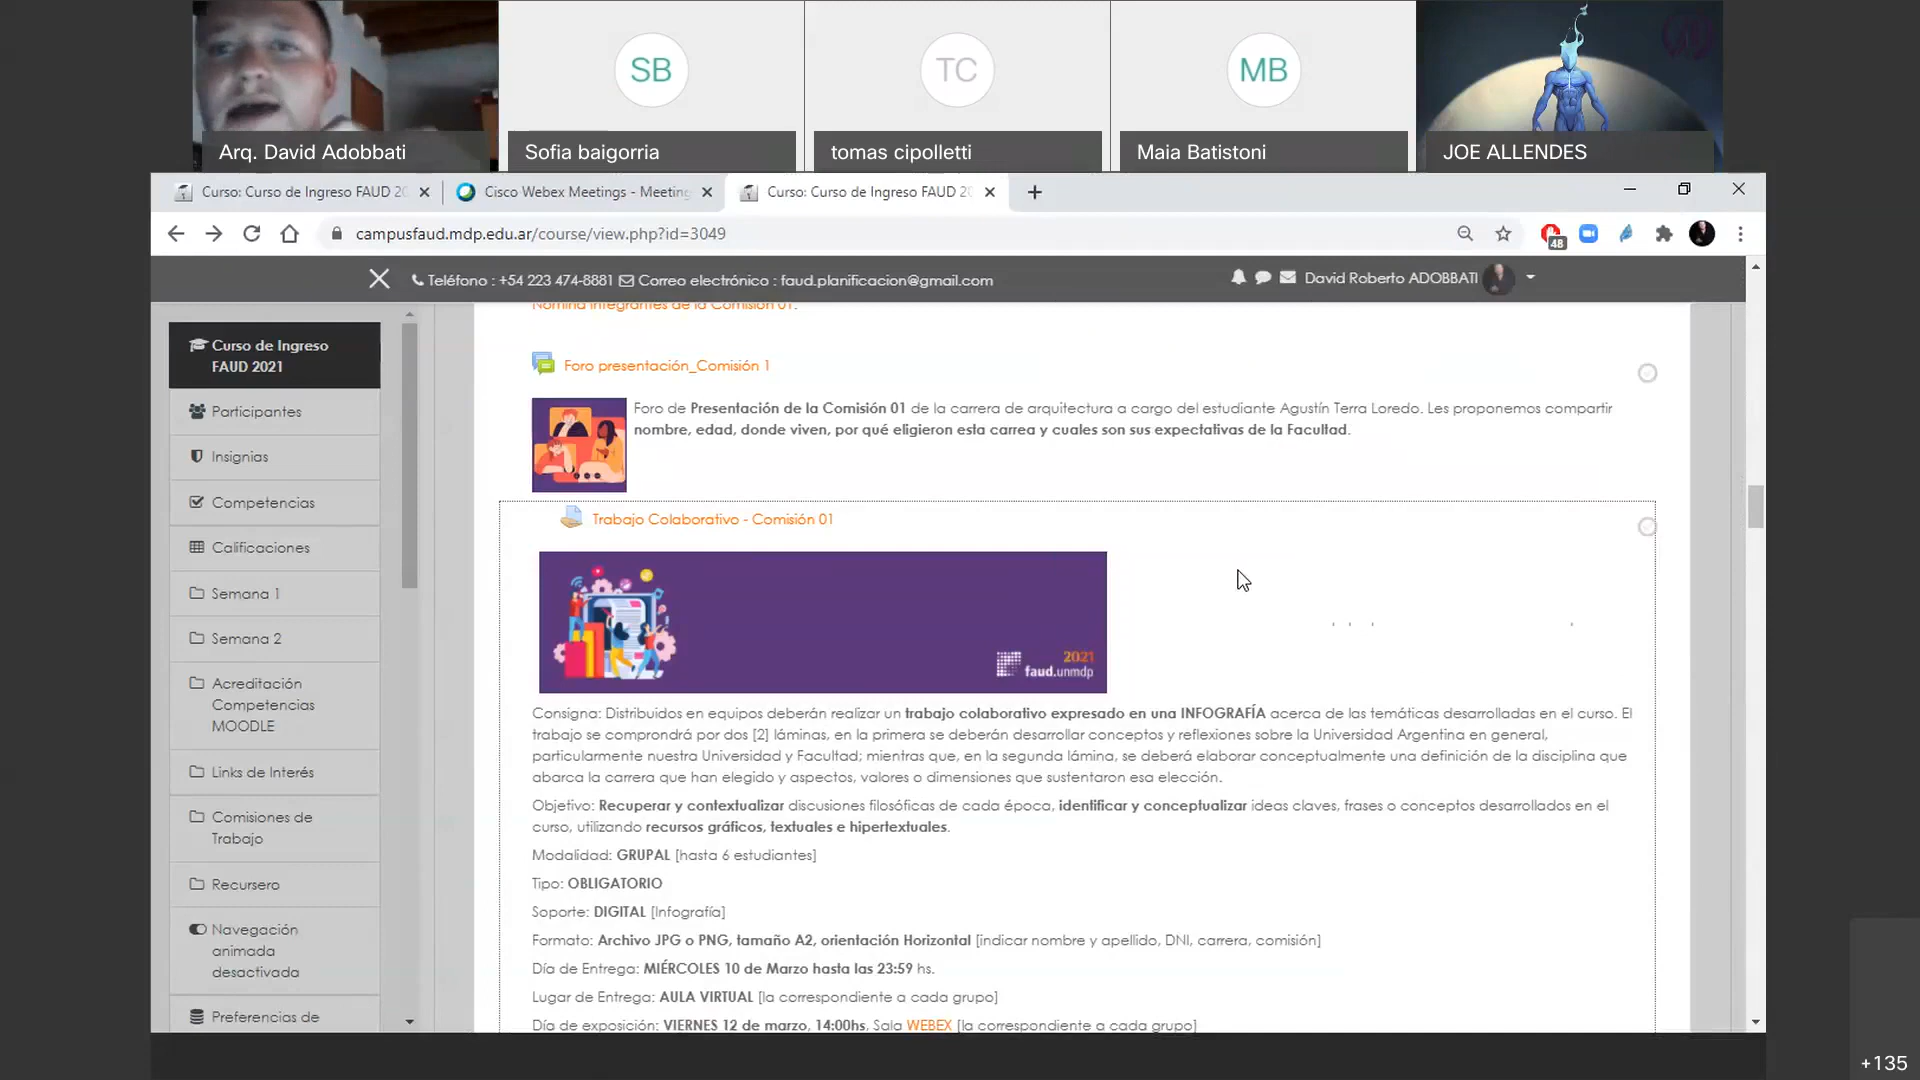 SB
TC
MB
Arq. David Adobbati
Sofia baigorria
tomas cipolletti
Maia Batistoni
JOE ALLENDES
Curso: Curso de Ingreso FAUD 20
Cisco Webex Meetings - Meeting
Curso: Curso de Ingreso FAUD 20
campusfaud.mdp.edu.ar/course/view.php?id=3049
48
Teléfono : +54 223 474-8881 Correo electrónico : faud.planificacion@gmail.com
David Roberto ADOBBATI
Curso de Ingreso
FAUD 2021
Participantes
Insignias
Competencias
Calificaciones
Semana 1
Semana 2
Acreditación
Competencias
MOODLE
Links de Interés
Comisiones de
Trabajo
Recursero
Navegación
animada
desactivada
Preferencias de
Nomina integrantes de la Comisión 01.
Foro presentación_Comisión 1
Foro de Presentación de la Comisión 01 de la carrera de arquitectura a cargo del estudiante Agustín Terra Loredo. Les proponemos compartir
nombre, edad, donde viven, por qué eligieron esta carrea y cuales son sus expectativas de la Facultad.
Trabajo Colaborativo - Comisión 01
2021
faud.unmdp
Consigna: Distribuidos en equipos deberán realizar un trabajo colaborativo expresado en una INFOGRAFÍA acerca de las temáticas desarrolladas en el curso. El
trabajo se comprondrá por dos [2] láminas, en la primera se deberán desarrollar conceptos y reflexiones sobre la Universidad Argentina en general,
particularmente nuestra Universidad y Facultad; mientras que, en la segunda lámina, se deberá elaborar conceptualmente una definición de la disciplina que
abarca la carrera que han elegido y aspectos, valores o dimensiones que sustentaron esa elección.
Objetivo: Recuperar y contextualizar discusiones filosóficas de cada época, identificar y conceptualizar ideas claves, frases o conceptos desarrollados en el
curso, utilizando recursos gráficos, textuales e hipertextuales.
Modalidad: GRUPAL [hasta 6 estudiantes]
Tipo: OBLIGATORIO
Soporte: DIGITAL [Infografía]
Formato: Archivo JPG o PNG, tamaño A2, orientación Horizontal [indicar nombre y apellido, DNI, carrera, comisión]
Día de Entrega: MIÉRCOLES 10 de Marzo hasta las 23:59 hs.
Lugar de Entrega: AULA VIRTUAL [la correspondiente a cada grupo]
Día de exposición: VIERNES 12 de marzo, 14:00hs, Sala WEBEX [la correspondiente a cada grupo]
+135